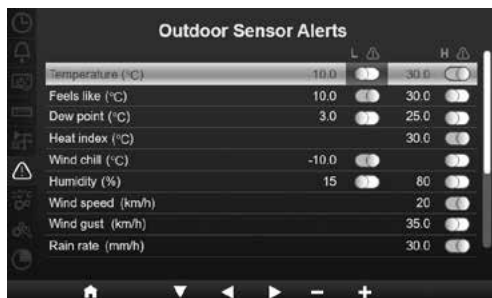 Outdoor Sensor Alerts
L H
Temperature (°C) 10.0 30.0
Feels like (°C) 10.0 30.0
Dew point (°C) 3.0 25.0
Heat index (°C) 30.0
Wind chill (°C) -10.0
Humidity (%) 15 80
Wind speed (km/h) 20
Wind gust (km/h) 35.0
Rain rate (mm/h) 30.0